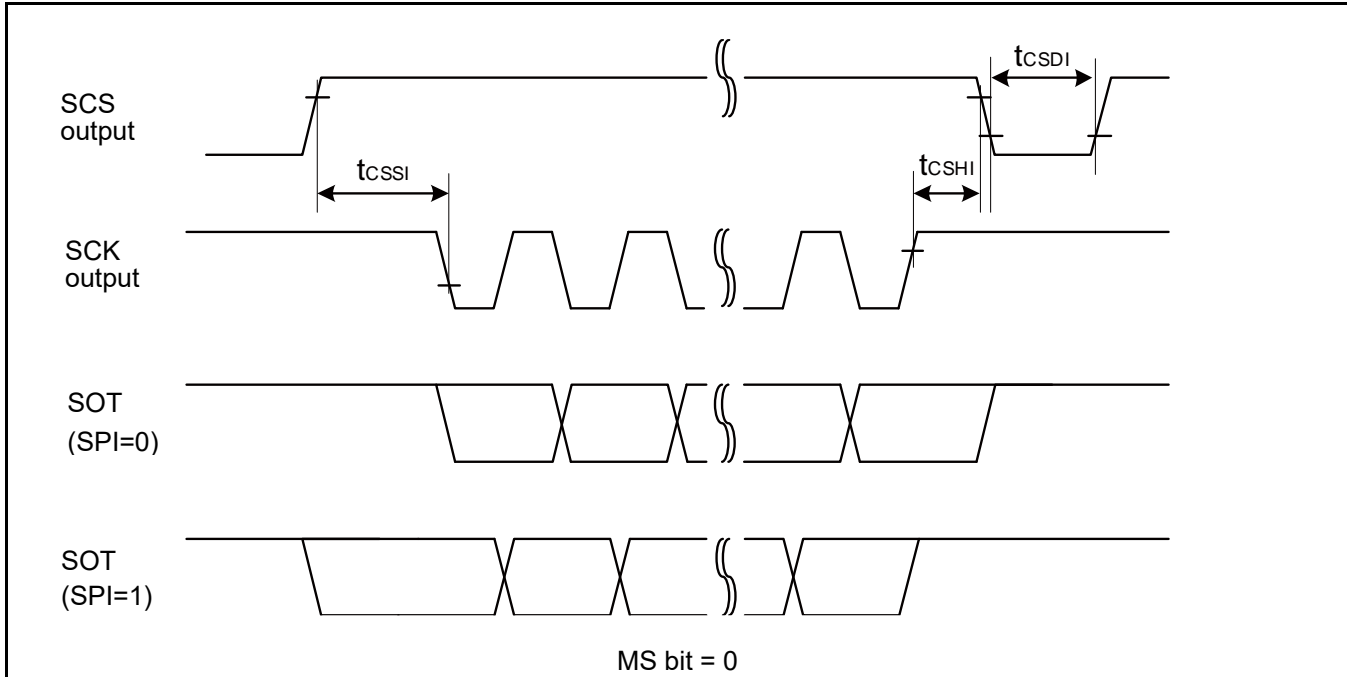 tCSDI
SCS
output
tCSSI
tCSHI
SCK
output
SOT
(SPI=0)
SOT
(SPI=1)
MS bit = 0